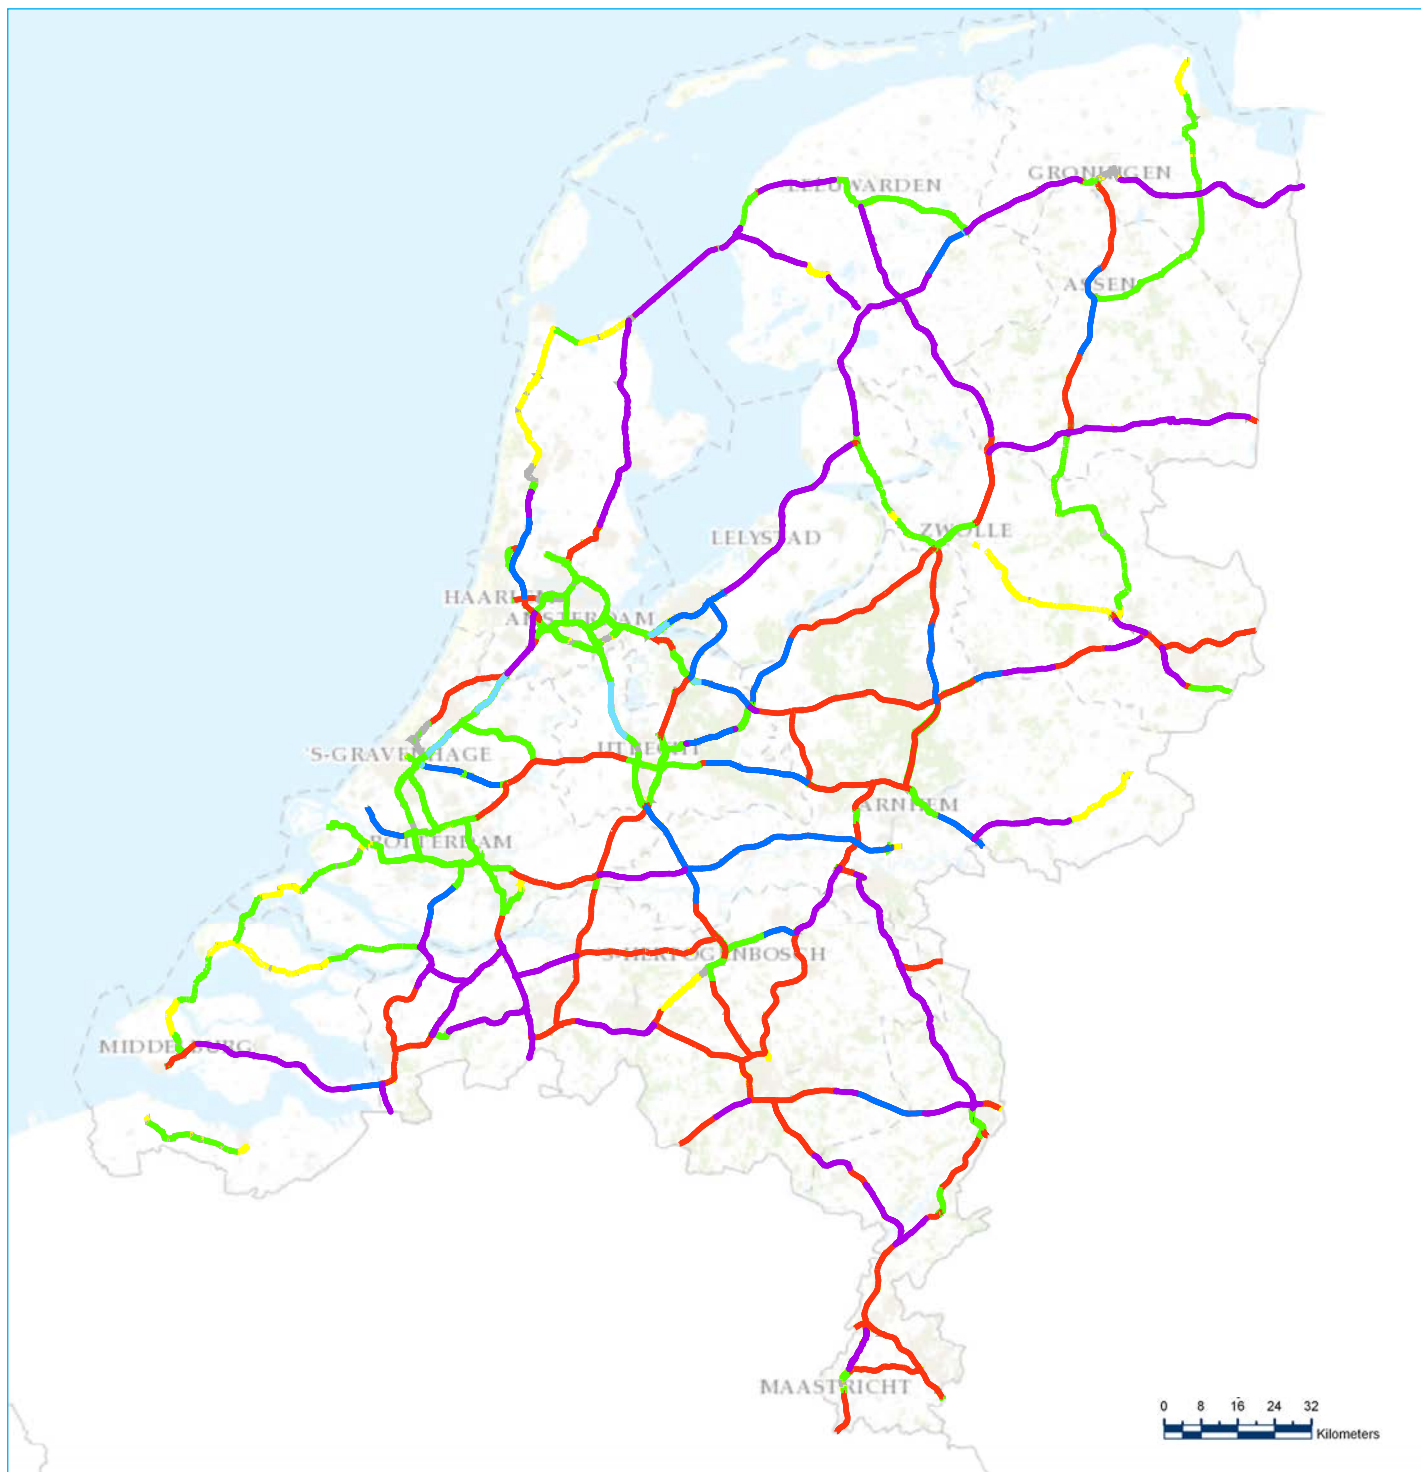 GRONINGEN
LEEUWARDEN
ASSEN
ZWOLLE
LELYSTAD
HAARLEM
AMSTERDAM
'S-GRAVENHAGE
UTRECHT
ARNHEM
ROTTERDAM
'S-HERTOGENBOSCH
MIDDELBURG
MAASTRICHT
0 8 16 24 32
Kilometers